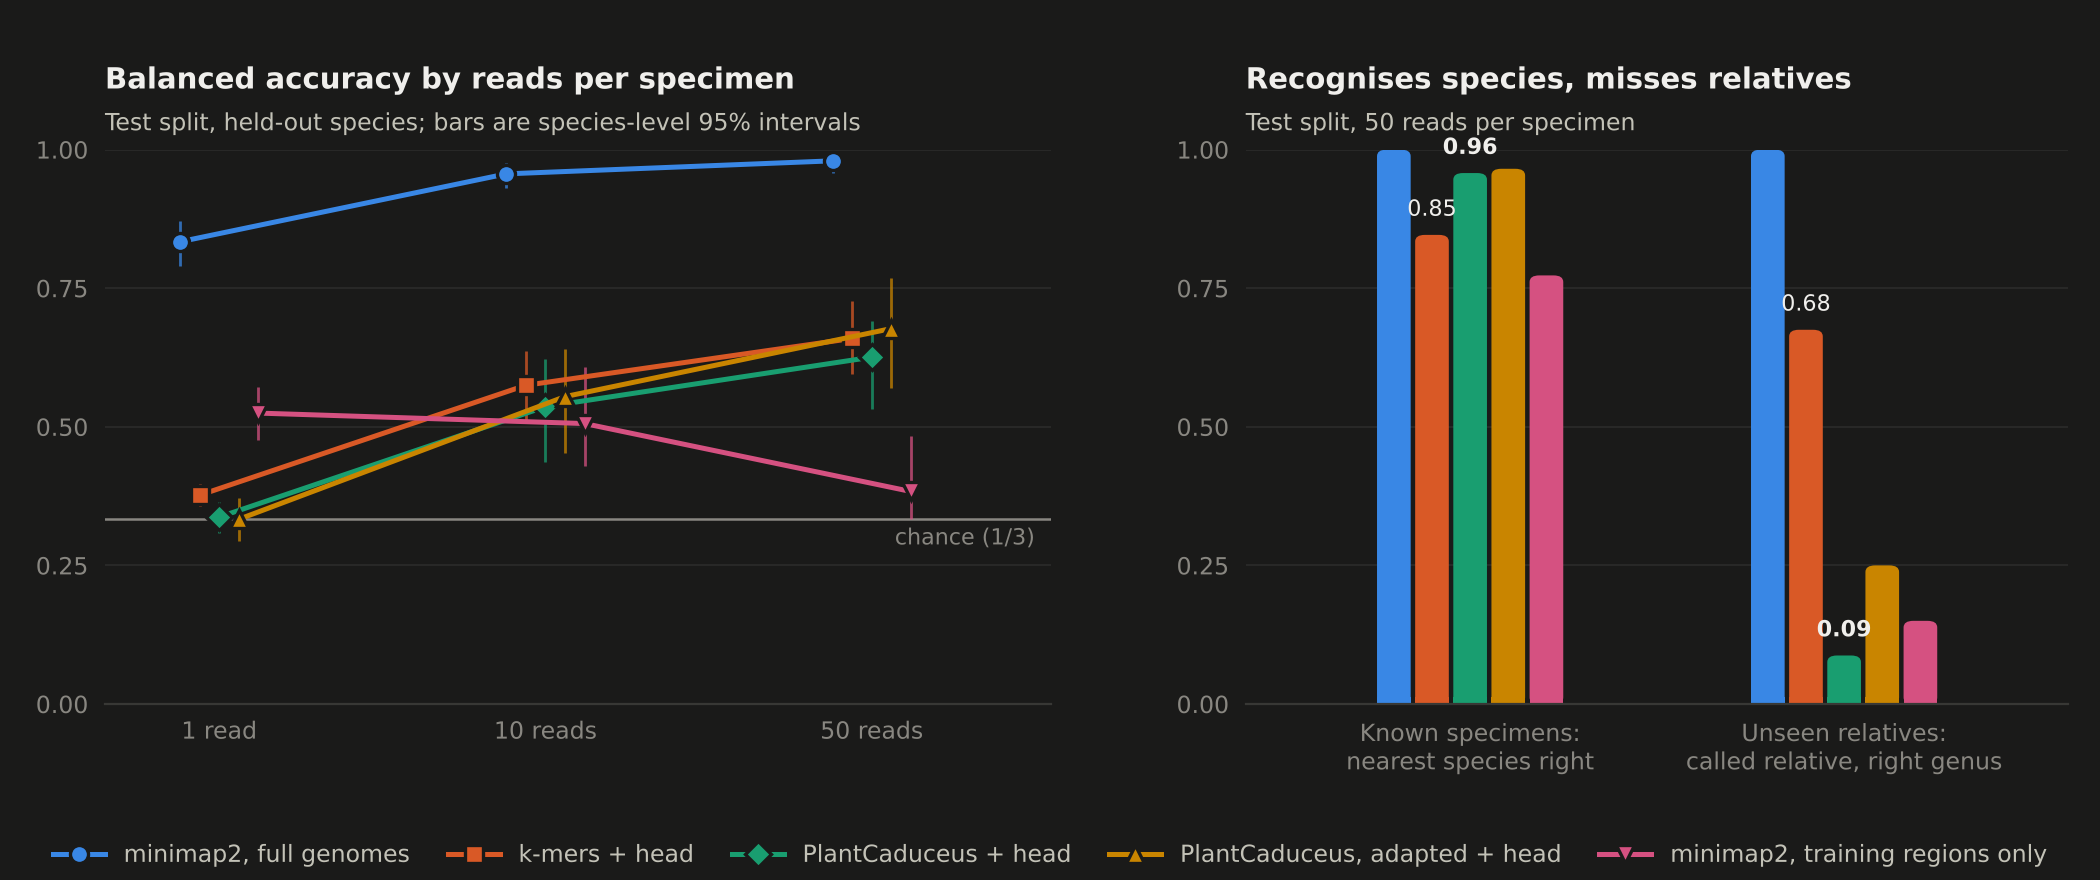 Balanced accuracy by reads per specimen
Test split, held-out species; bars are species-level 95% intervals
1.00
0.75
0.50
0.25
0.00
chance (1/3)
1 read
10 reads
50 reads
Recognises species, misses relatives
Test split, 50 reads per specimen
1.00
0.75
0.50
0.25
0.00
0.96
0.85
0.68
0.09
Known specimens:
nearest species right
Unseen relatives:
called relative, right genus
minimap2, full genomes
k-mers + head
PlantCaduceus + head
PlantCaduceus, adapted + head
minimap2, training regions only